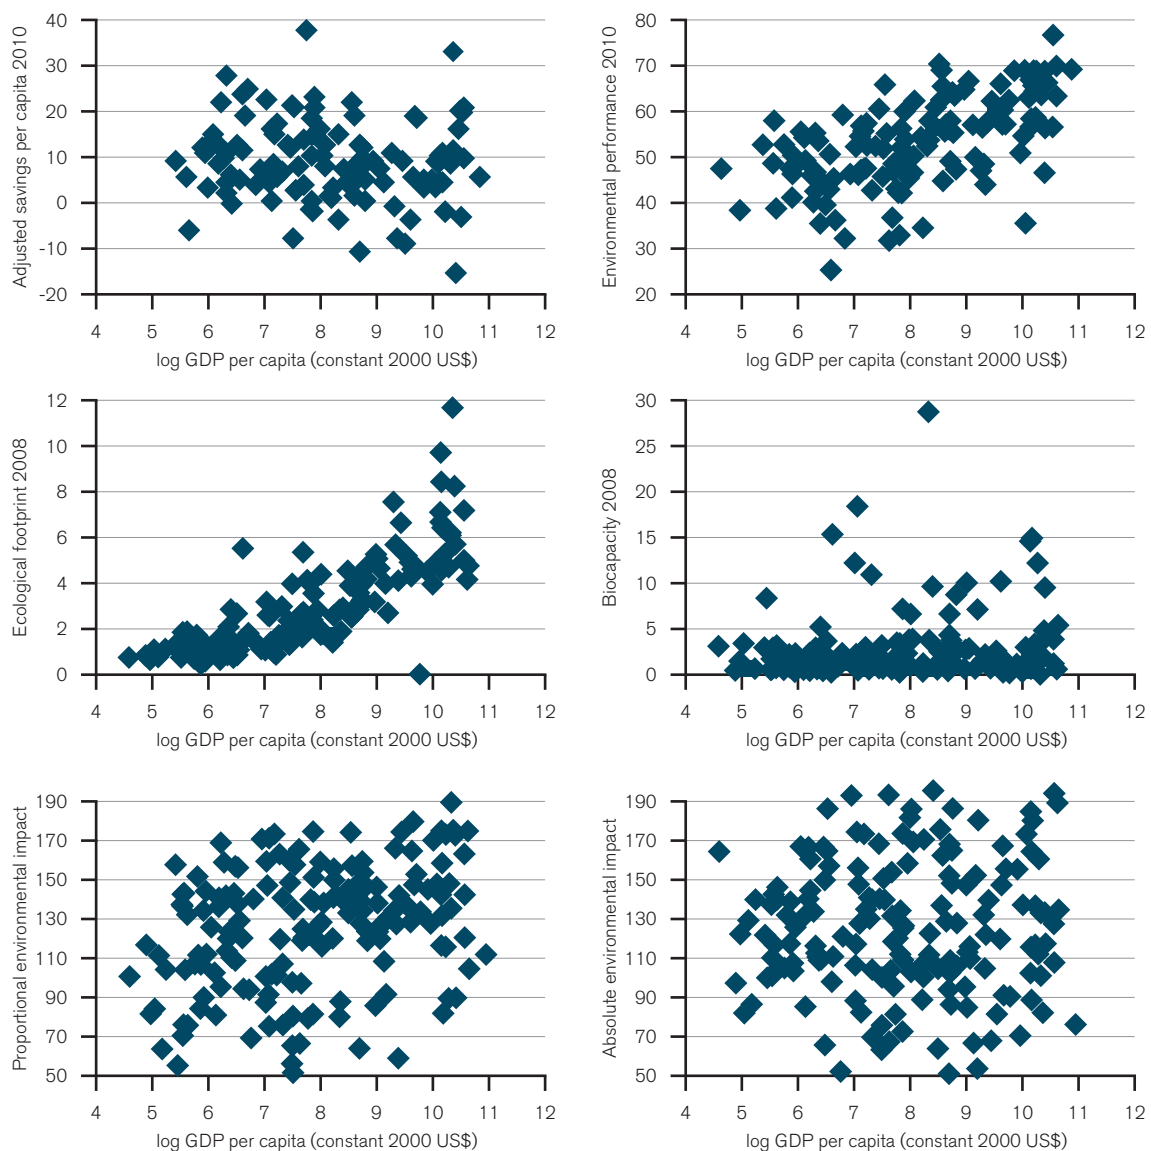 Adjusted savings per capita 2010
40
30
20
10
0
-10
-20
4 5 6 7 8 9 10 11 12
log GDP per capita (constant 2000 US$)
Environmental performance 2010
80
70
60
50
40
30
20
4 5 6 7 8 9 10 11 12
log GDP per capita (constant 2000 US$)
Ecological footprint 2008
12
10
8
6
4
2
0
4 5 6 7 8 9 10 11 12
log GDP per capita (constant 2000 US$)
Biocapacity 2008
30
25
20
15
10
5
0
4 5 6 7 8 9 10 11 12
log GDP per capita (constant 2000 US$)
Proportional environmental impact
190
170
150
130
110
90
70
50
4 5 6 7 8 9 10 11 12
log GDP per capita (constant 2000 US$)
Absolute environmental impact
190
170
150
130
110
90
70
50
4 5 6 7 8 9 10 11 12
log GDP per capita (constant 2000 US$)